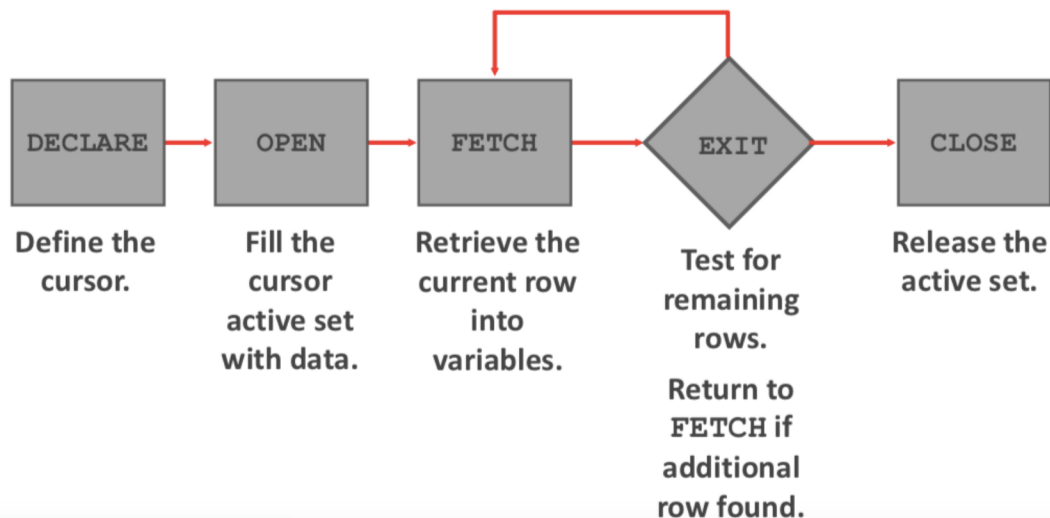 DECLARE
Define the
cursor.
OPEN
Fill the
cursor
active set
with data.
FETCH
Retrieve the
current row
into
variables.
EXIT
Test for
remaining
rows.
Return to
FETCH if
additional
row found.
CLOSE
Release the
active set.